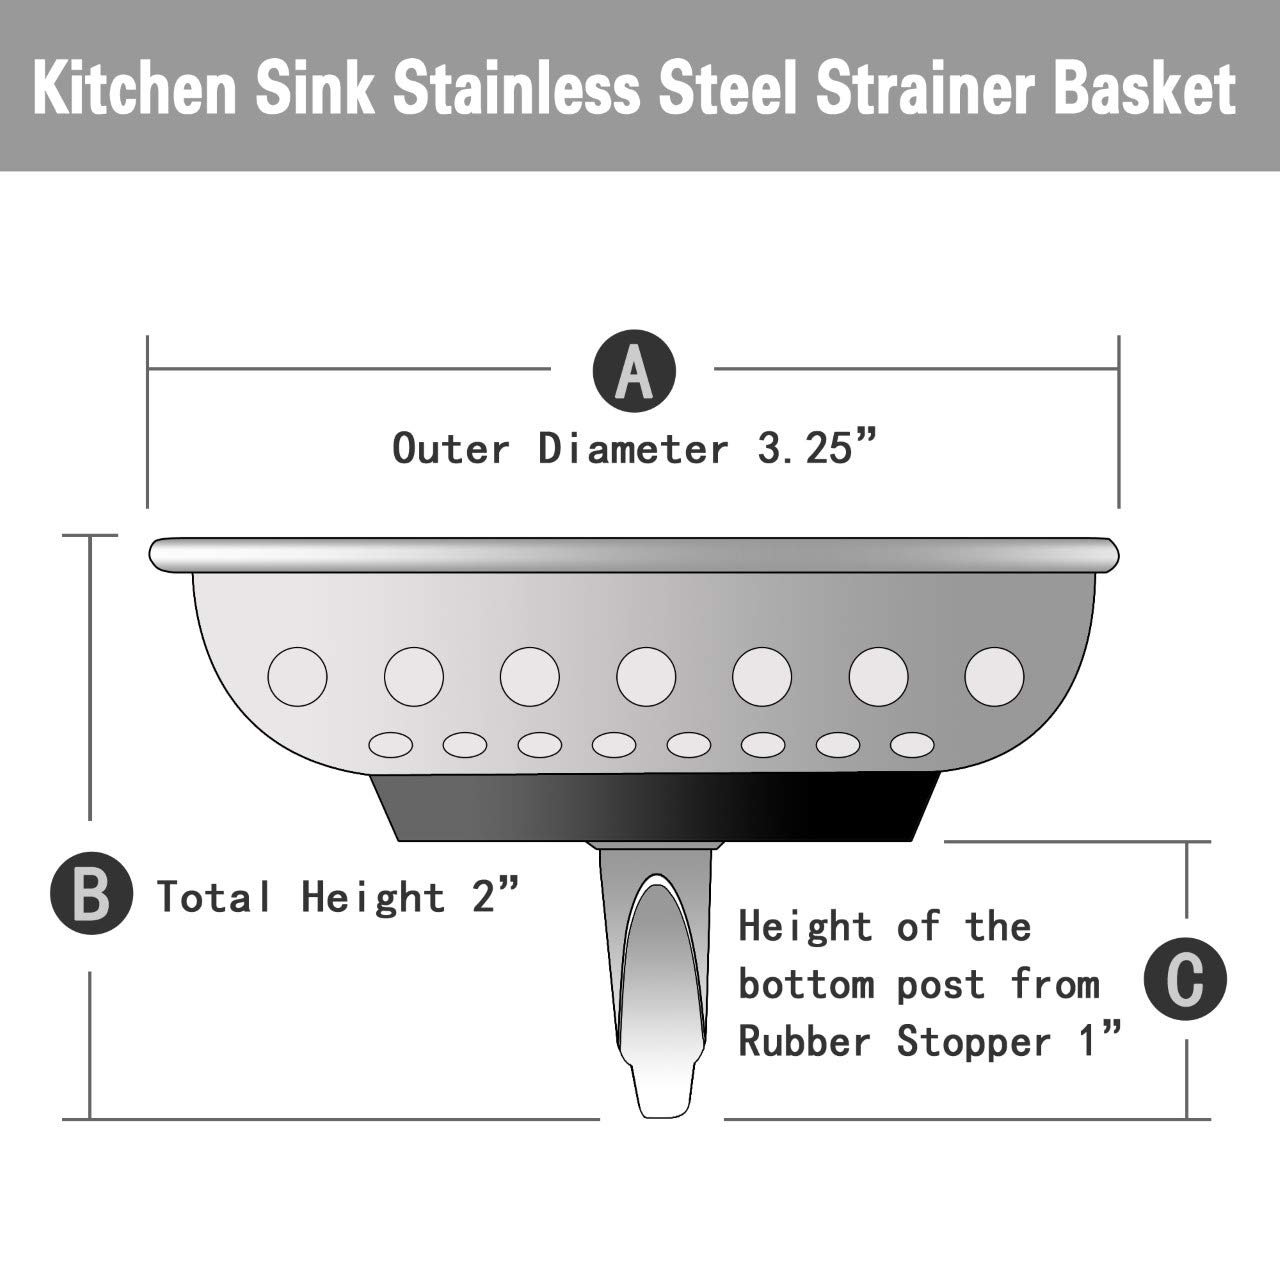 Kitchen Sink Stainless Steel Strainer Basket
A
Outer Diameter 3.25”
B
Total Height 2”
Height of the
bottom post from
Rubber Stopper 1”
C